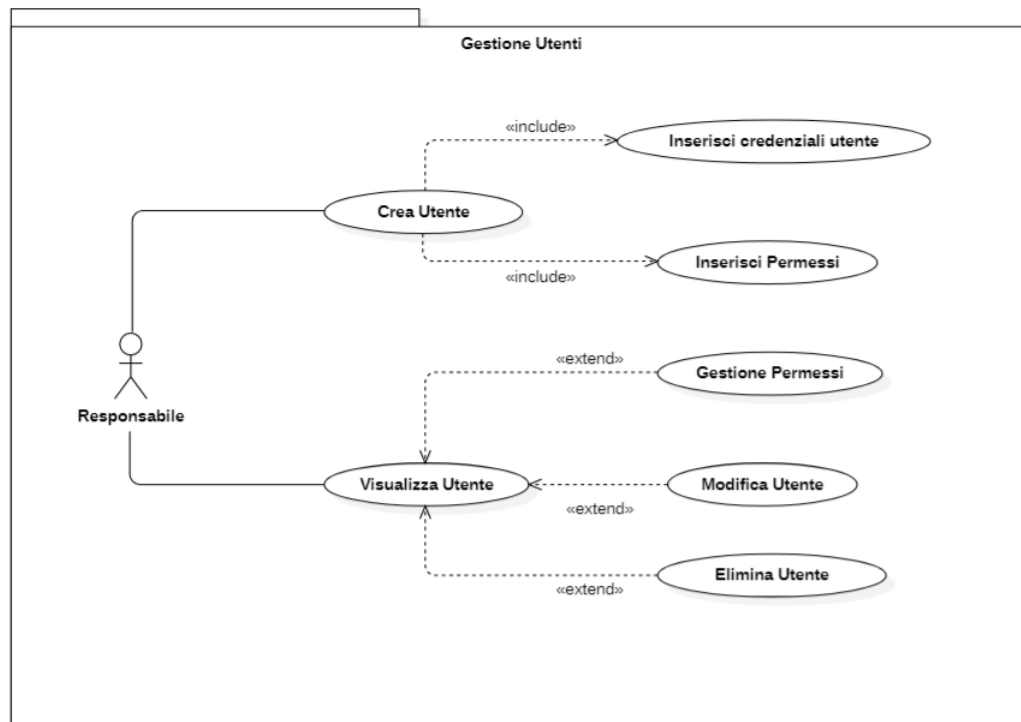 Gestione Utenti
«include»
Inserisci credenziali utente
Crea Utente
Inserisci Permessi
«include»
«extend»
Gestione Permessi
Responsabile
Visualizza Utente
Modifica Utente
«extend»
Elimina Utente
«extend»